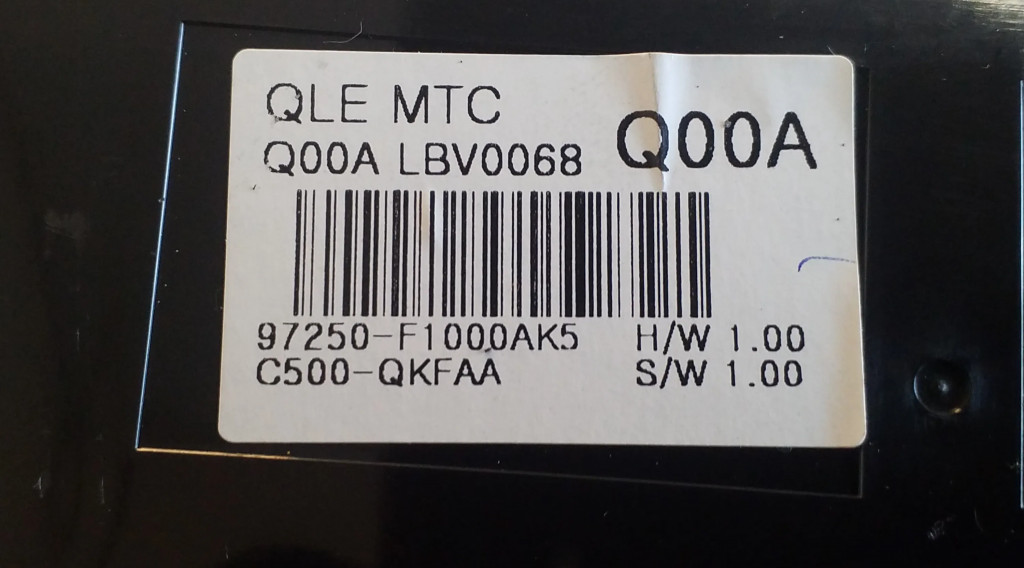 QLE MTC
Q00A LBV0068
Q00A
97250-F1000AK5
H/W 1.00
C500-QKFAA
S/W 1.00